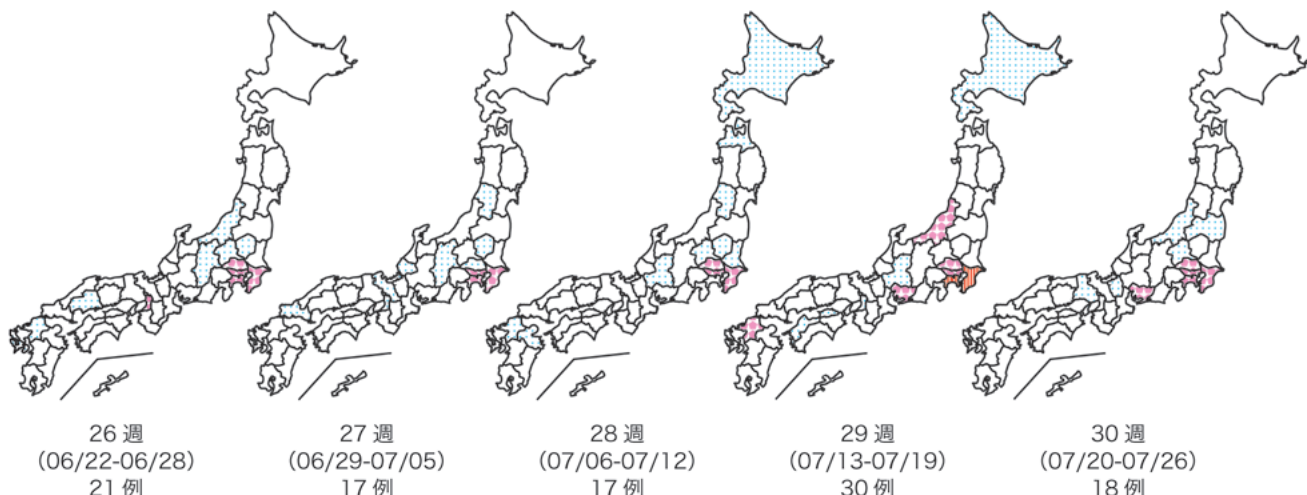 26 週
(06/22-06/28)
21 例
27 週
(06/29-07/05)
17 例
28 週
(07/06-07/12)
17 例
29 週
(07/13-07/19)
30 例
30 週
(07/20-07/26)
18 例